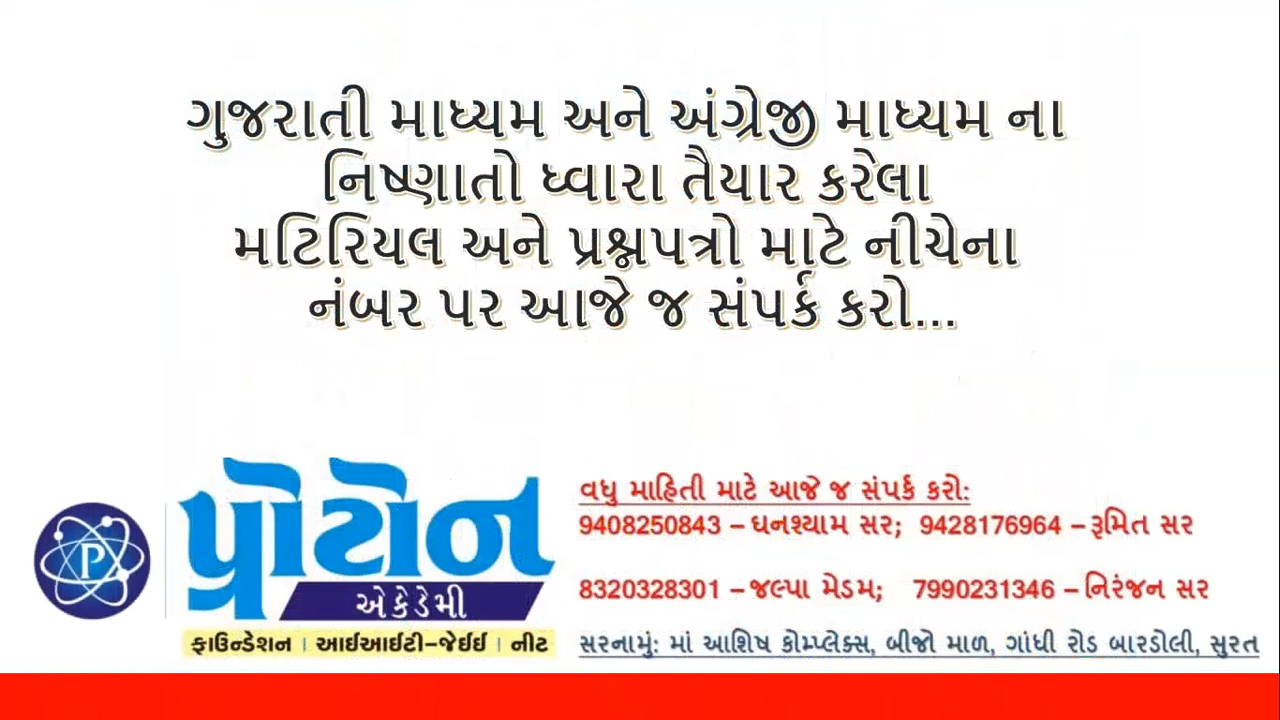 ગુજરાતી માધ્યમ અને અંગ્રેજી માધ્યમ ના
નિષ્ણાતો ધ્વારા તૈયાર કરેલા
મટિરિયલ અને પ્રશ્નપત્રો માટે નીચેના
નંબર પર આજે જ સંપર્ક કરો...
P
પ્રોટોન
એકેડેમી
ફાઉન્ડેશન | આઈઆઈટી-જેઈઈ | નીટ
વધુ માહિતી માટે આજે જ સંપર્ક કરો:
9408250843 – ઘનશ્યામ સર; 9428176964 – રૂમિત સર
8320328301 – જલ્પા મેડમ; 7990231346 – નિરંજન સર
સરનામું: માં આશિષ કોમ્પ્લેક્સ, બીજો માળ, ગાંધી રોડ બારડોલી, સુરત